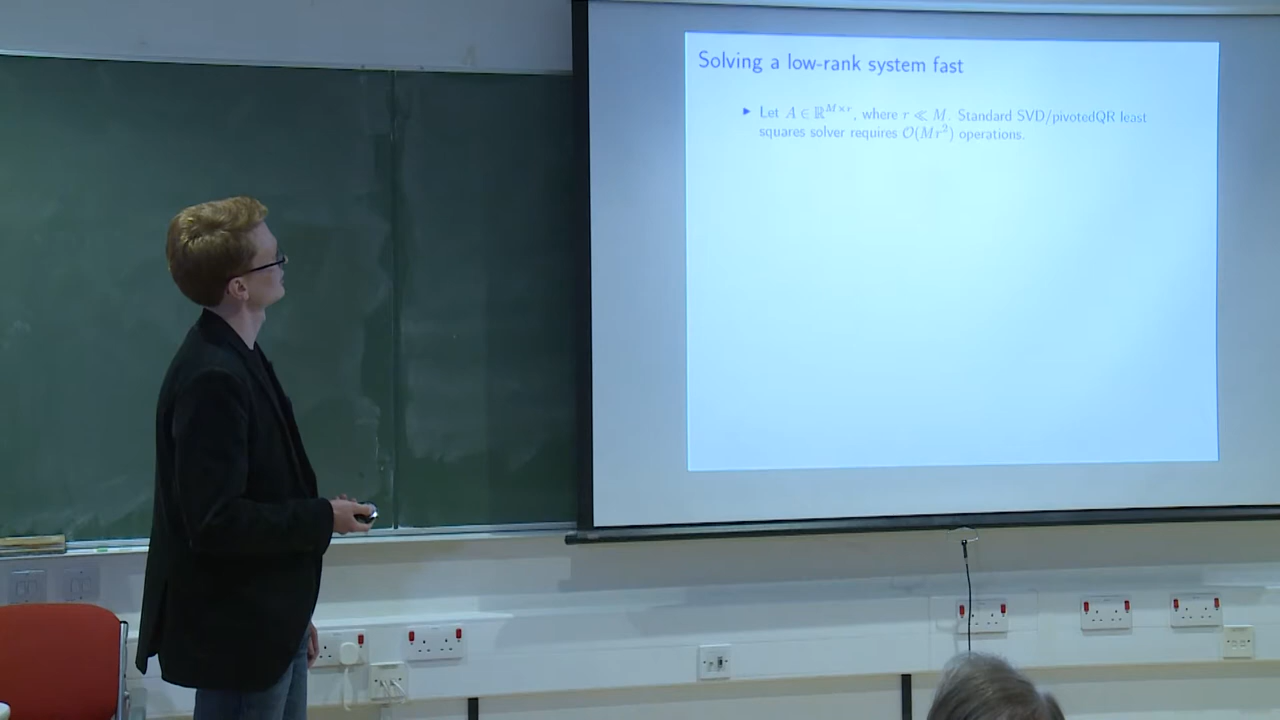 Solving a low-rank system fast
▶ Let A ∈ ℝ^{M×r}, where r ≪ M. Standard SVD/pivotedQR least
squares solver requires 𝒪(Mr²) operations.